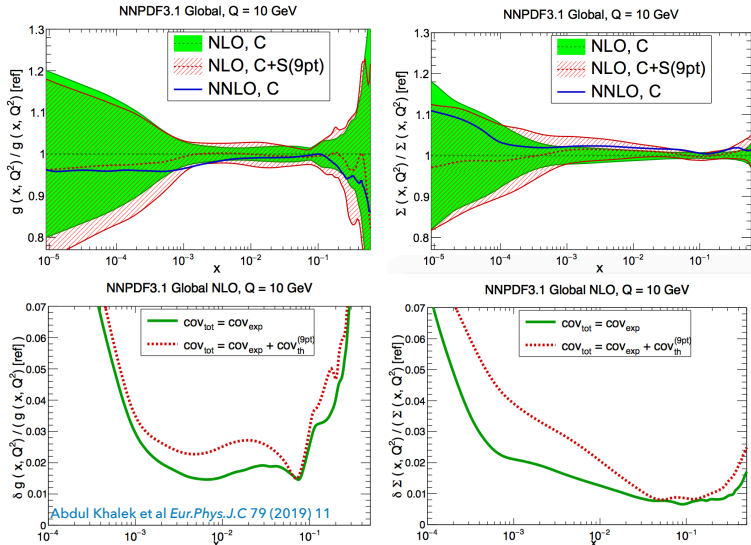 NNPDF3.1 Global, Q = 10 GeV
NLO, C
NLO, C+S(9pt)
NNLO, C
g ( x, Q²) / g ( x, Q²) [ref]
1.3
1.2
1.1
1
0.9
0.8
10⁻⁵ 10⁻⁴ 10⁻³ 10⁻² 10⁻¹
x
NNPDF3.1 Global, Q = 10 GeV
NLO, C
NLO, C+S(9pt)
NNLO, C
Σ ( x, Q²) / Σ ( x, Q²) [ref]
1.3
1.2
1.1
1
0.9
0.8
10⁻⁵ 10⁻⁴ 10⁻³ 10⁻² 10⁻¹
x
NNPDF3.1 Global NLO, Q = 10 GeV
cov_tot = cov_exp
cov_tot = cov_exp + cov_th^(9pt)
δ g ( x, Q²) / ( g ( x, Q²) [ref] )
0.07
0.06
0.05
0.04
0.03
0.02
0.01
0
10⁻⁴ 10⁻³ 10⁻² 10⁻¹
Abdul Khalek et al Eur.Phys.J.C 79 (2019) 11
NNPDF3.1 Global NLO, Q = 10 GeV
cov_tot = cov_exp
cov_tot = cov_exp + cov_th^(9pt)
δ Σ ( x, Q²) / ( Σ ( x, Q²) [ref] )
0.07
0.06
0.05
0.04
0.03
0.02
0.01
0
10⁻⁴ 10⁻³ 10⁻² 10⁻¹